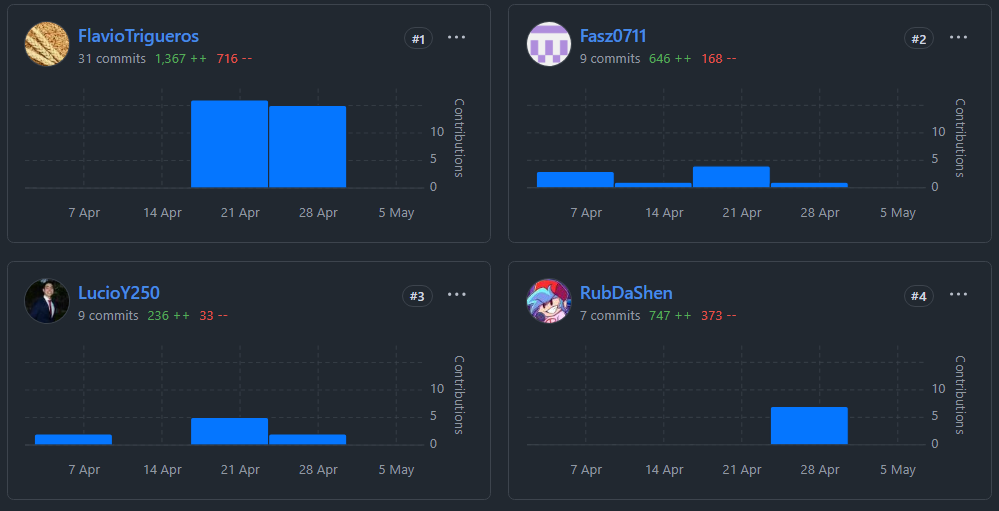 FlavioTrigueros #1 ...
31 commits 1,367 ++ 716 --
Contributions
10
5
0
7 Apr 14 Apr 21 Apr 28 Apr 5 May
Fasz0711 #2 ...
9 commits 646 ++ 168 --
Contributions
10
5
0
7 Apr 14 Apr 21 Apr 28 Apr 5 May
LucioY250 #3 ...
9 commits 236 ++ 33 --
Contributions
10
5
0
7 Apr 14 Apr 21 Apr 28 Apr 5 May
RubDaShen #4 ...
7 commits 747 ++ 373 --
Contributions
10
5
0
7 Apr 14 Apr 21 Apr 28 Apr 5 May